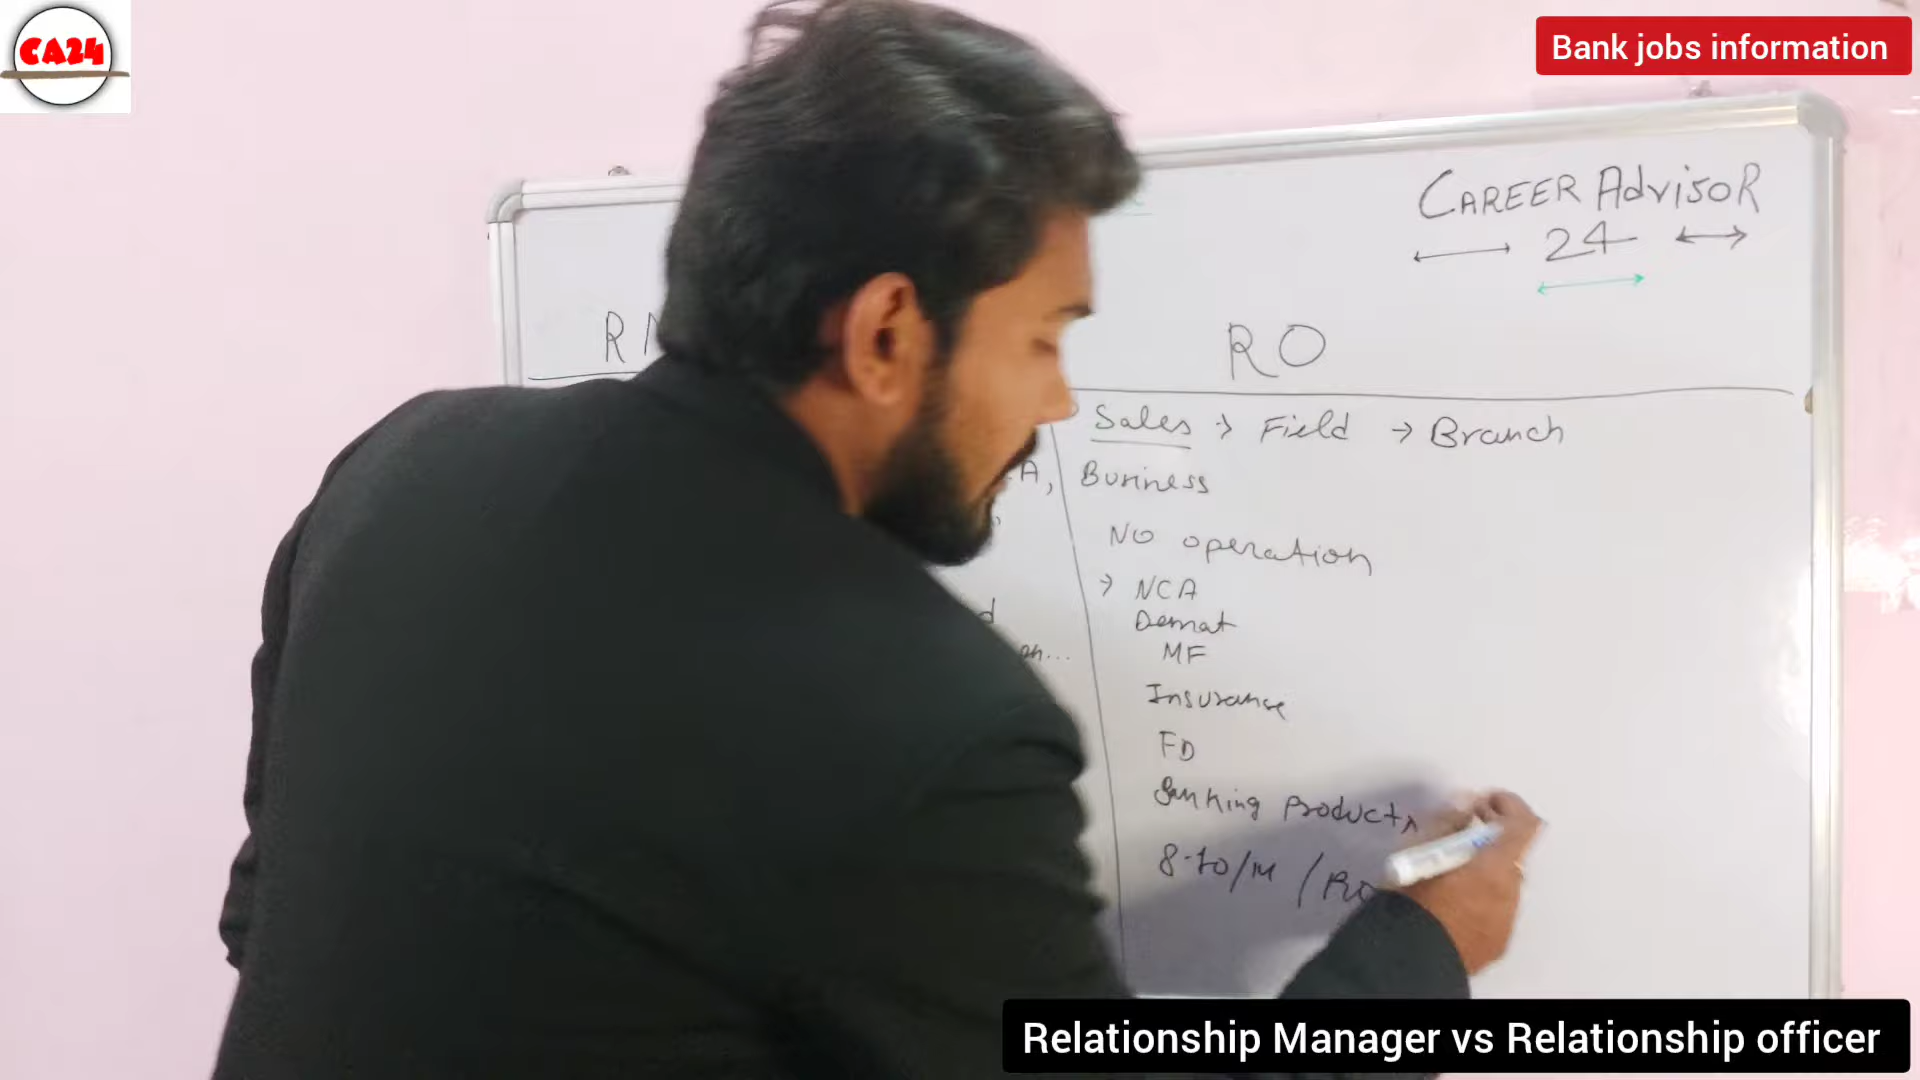 CA24
Bank jobs information
CAREER AdvisoR
24
RO
Sales → Field → Branch
A, Business
NO operation
→ NCA
Demat
MF
Insurance
FD
Banking products
8-10/M / RO
Relationship Manager vs Relationship officer